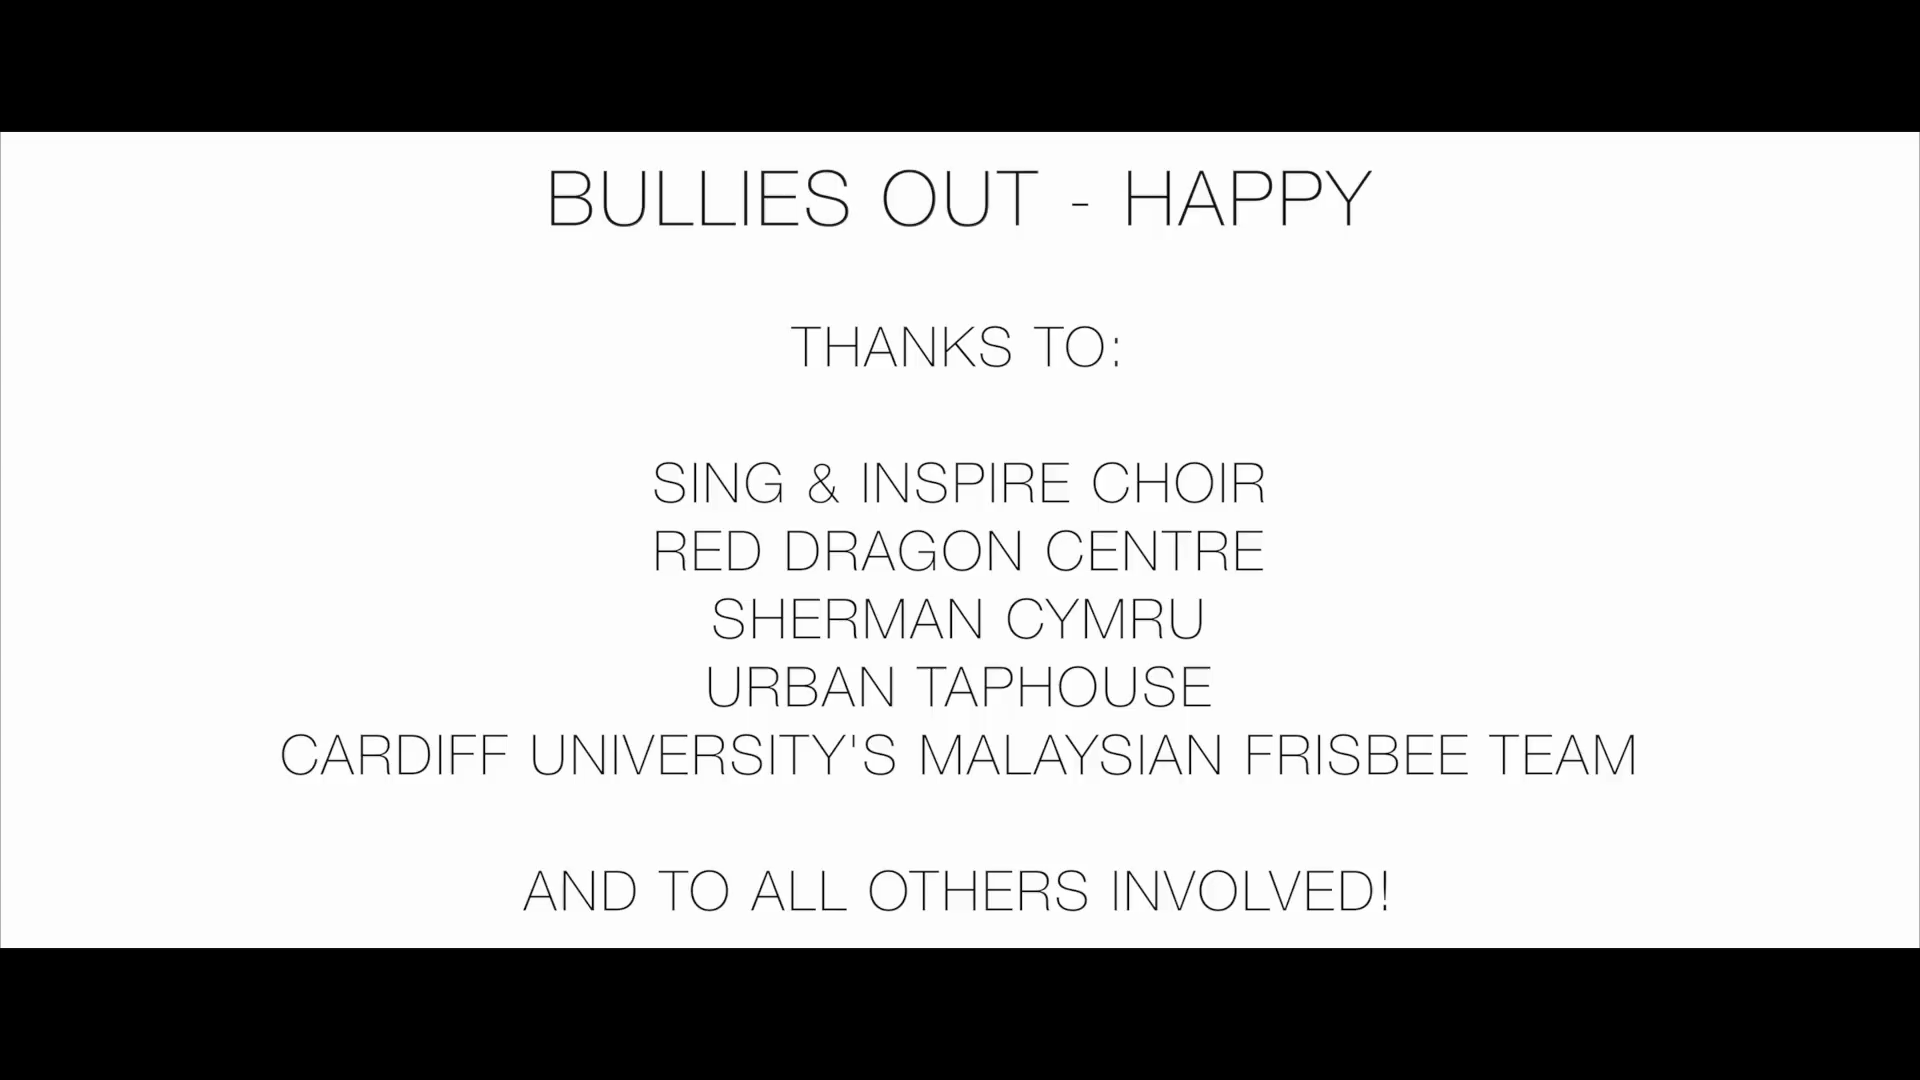 BULLIES OUT - HAPPY
THANKS TO:
SING & INSPIRE CHOIR
RED DRAGON CENTRE
SHERMAN CYMRU
URBAN TAPHOUSE
CARDIFF UNIVERSITY'S MALAYSIAN FRISBEE TEAM
AND TO ALL OTHERS INVOLVED!